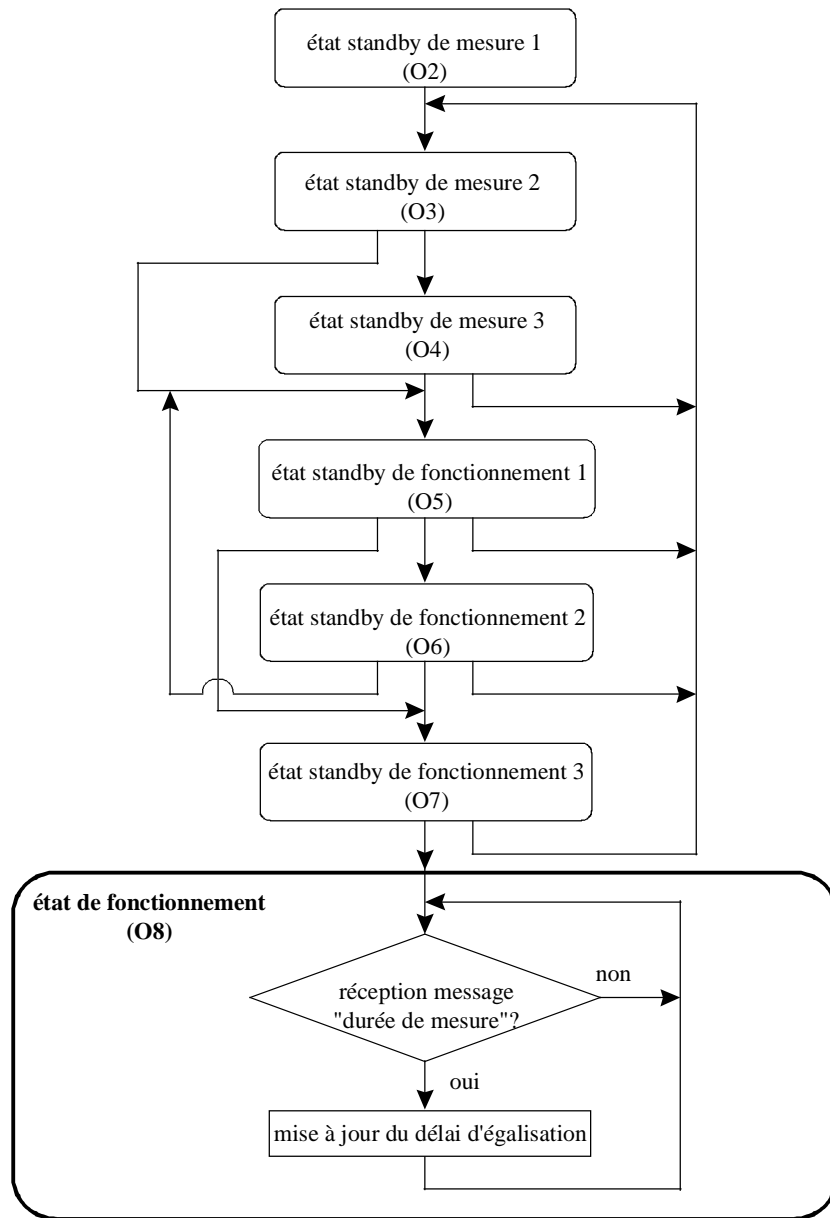 état standby de mesure 1
(O2)
état standby de mesure 2
(O3)
état standby de mesure 3
(O4)
état standby de fonctionnement 1
(O5)
état standby de fonctionnement 2
(O6)
état standby de fonctionnement 3
(O7)
état de fonctionnement
(O8)
réception message
"durée de mesure"?
non
oui
mise à jour du délai d'égalisation